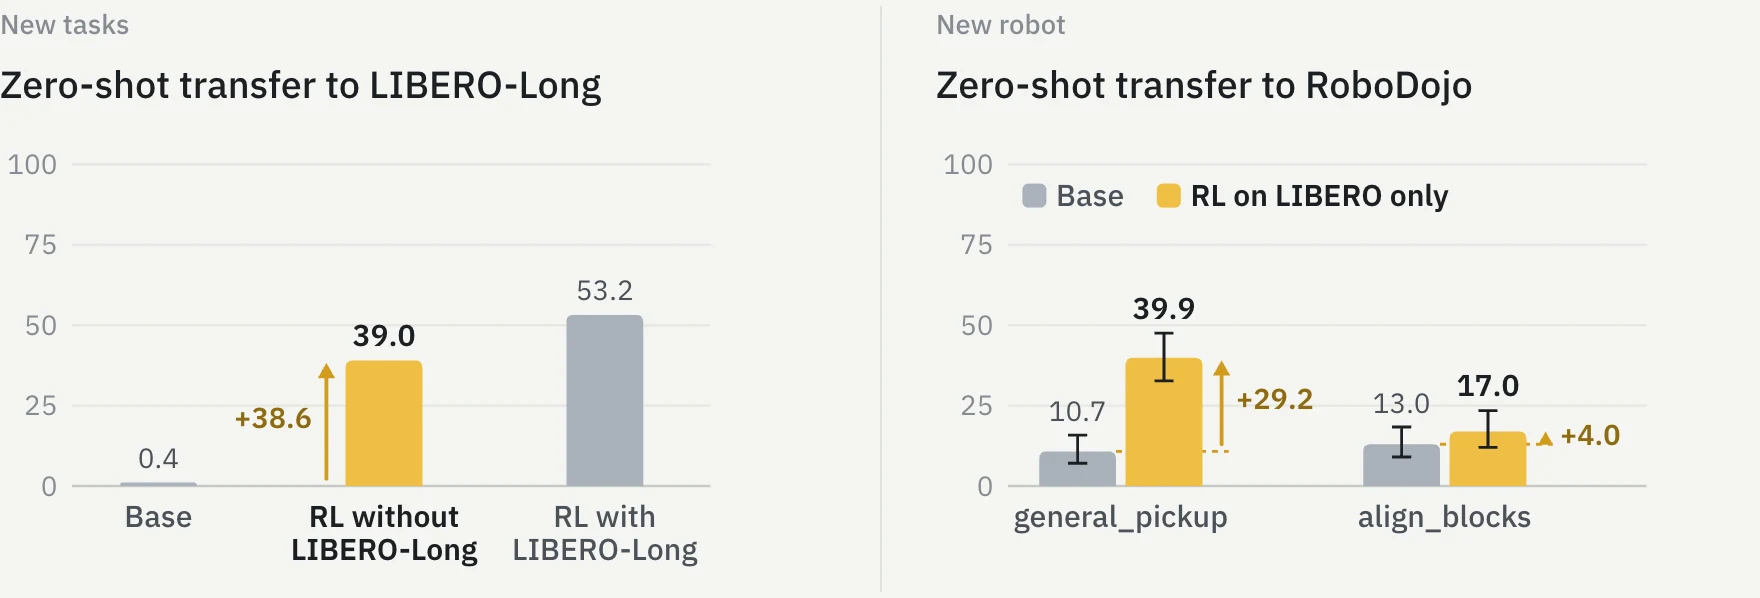 New tasks
Zero-shot transfer to LIBERO-Long
100
75
50
25
0
0.4
+38.6
39.0
53.2
Base
RL without
LIBERO-Long
RL with
LIBERO-Long
New robot
Zero-shot transfer to RoboDojo
100
Base
RL on LIBERO only
75
50
25
0
10.7
39.9
+29.2
13.0
17.0
+4.0
general_pickup
align_blocks